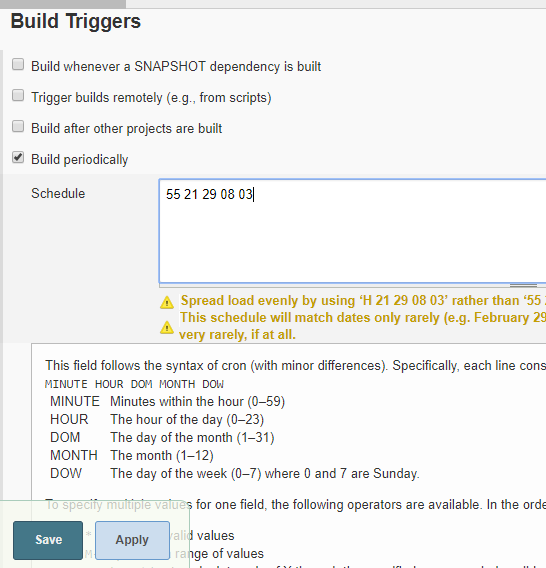 Build Triggers
Build whenever a SNAPSHOT dependency is built
Trigger builds remotely (e.g., from scripts)
Build after other projects are built
Build periodically
Schedule
55 21 29 08 03
Spread load evenly by using ‘H 21 29 08 03’ rather than ‘55
This schedule will match dates only rarely (e.g. February 29
very rarely, if at all.
This field follows the syntax of cron (with minor differences). Specifically, each line cons
MINUTE HOUR DOM MONTH DOW
MINUTE Minutes within the hour (0–59)
HOUR The hour of the day (0–23)
DOM The day of the month (1–31)
MONTH The month (1–12)
DOW The day of the week (0–7) where 0 and 7 are Sunday.
To specify multiple values for one field, the following operators are available. In the orde
* valid values
M range of values
Save Apply